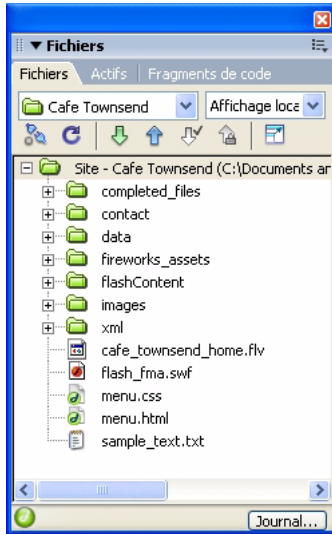 Fichiers
Fichiers Actifs Fragments de code
Cafe Townsend Affichage loca
Site - Cafe Townsend (C:\Documents ar
completed_files
contact
data
fireworks_assets
flashContent
images
xml
cafe_townsend_home.flv
flash_fma.swf
menu.css
menu.html
sample_text.txt
Journal...